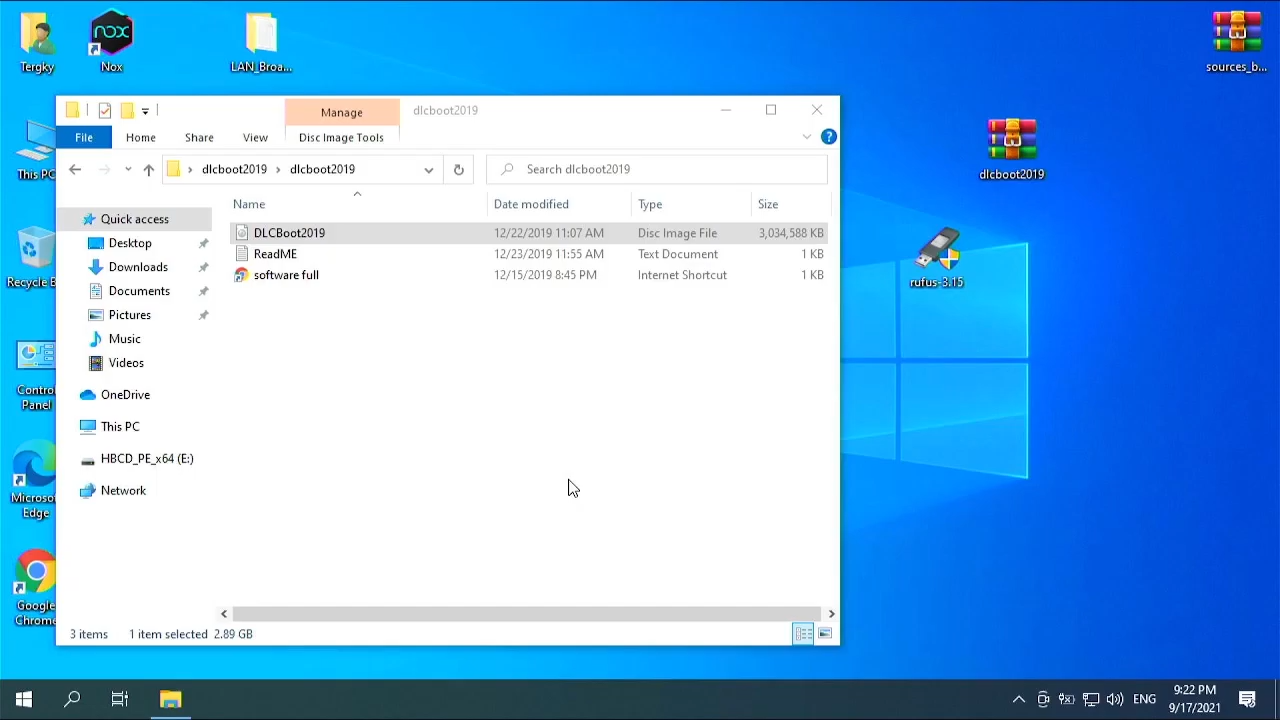 Tergky
nox
Nox
LAN_Broa...
sources_b...
Manage
dlcboot2019
File
Home
Share
View
Disc Image Tools
?
dlcboot2019 › dlcboot2019
Search dlcboot2019
dlcboot2019
Name
Date modified
Type
Size
DLCBoot2019 12/22/2019 11:07 AM Disc Image File 3,034,588 KB
ReadME 12/23/2019 11:55 AM Text Document 1 KB
software full 12/15/2019 8:45 PM Internet Shortcut 1 KB
Quick access
Desktop
Downloads
Documents
Pictures
Music
Videos
OneDrive
This PC
HBCD_PE_x64 (E:)
Network
This PC
Recycle B
Contro
Panel
Microsof
Edge
Google
Chrome
rufus-3.15
3 items 1 item selected 2.89 GB
ENG
9:22 PM
9/17/2021